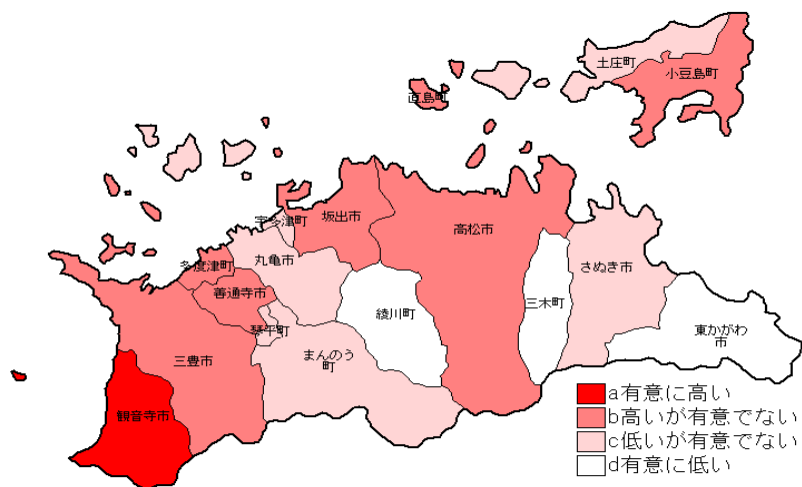 土庄町
小豆島町
直島町
宇多津町
坂出市
高松市
多度津町
丸亀市
さぬき市
善通寺市
三木町
綾川町
琴平町
東かがわ
市
三豊市
まんのう
町
観音寺市
a有意に高い
b高いが有意でない
c低いが有意でない
d有意に低い